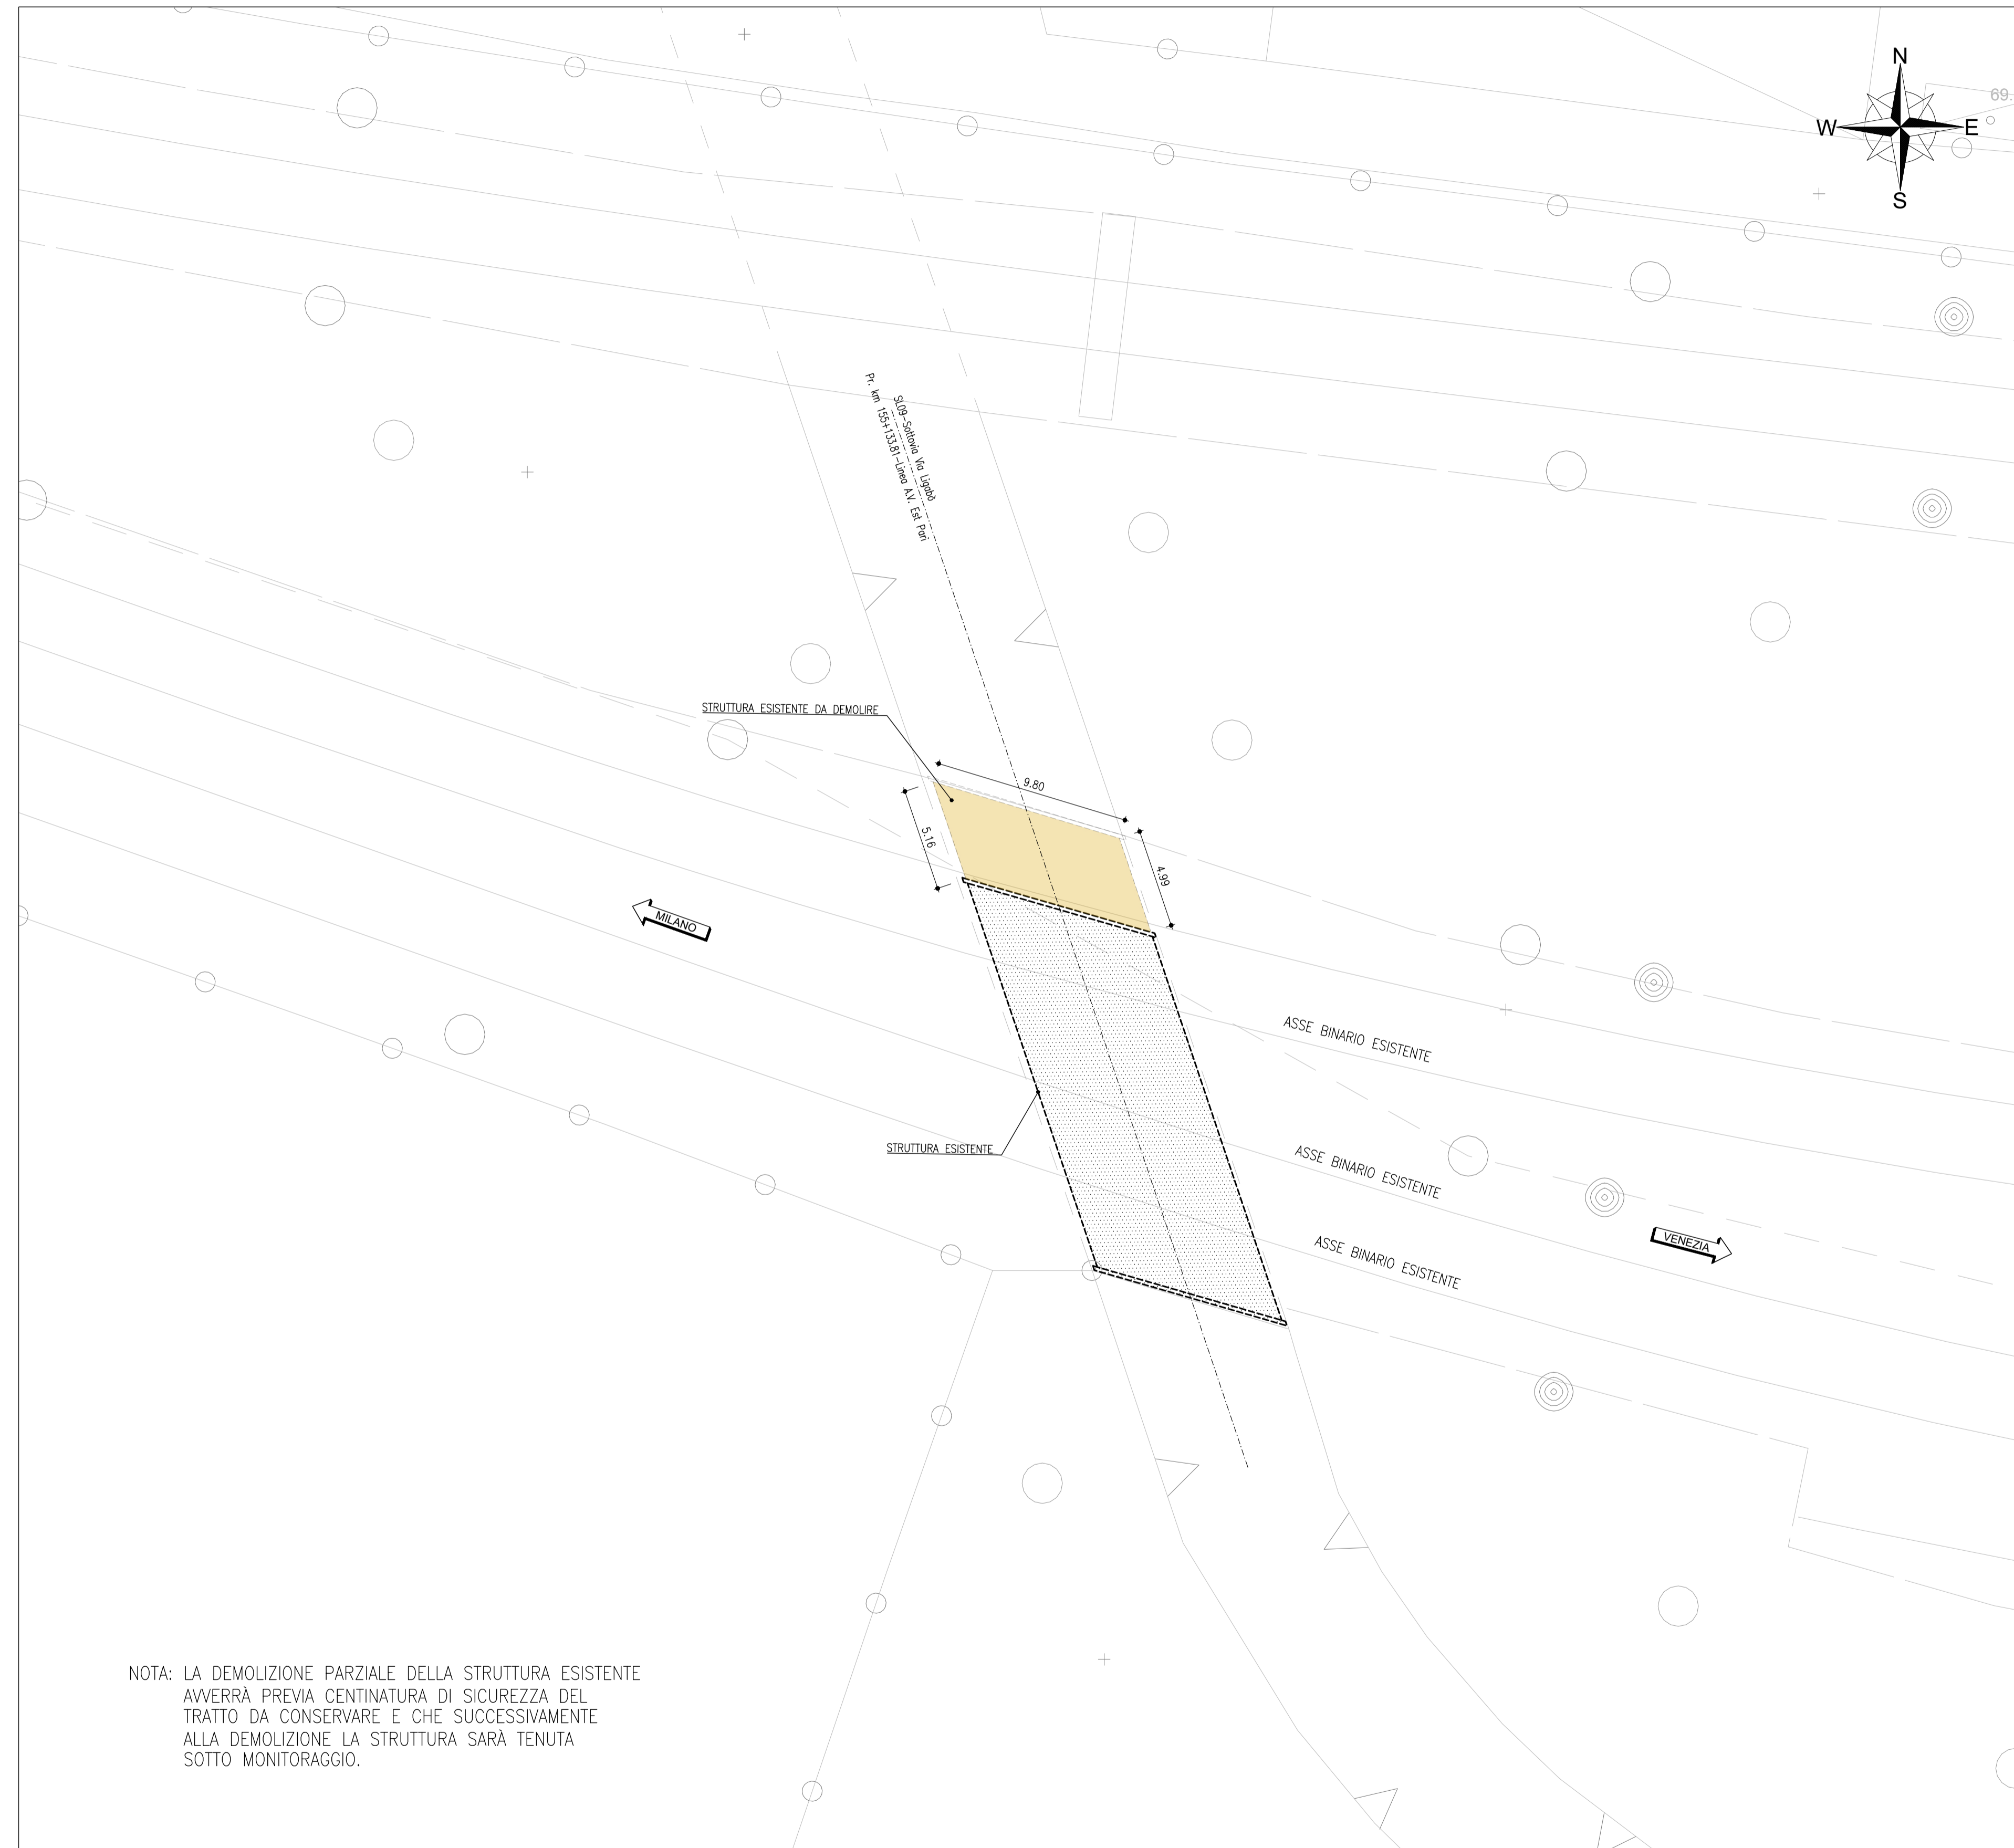 N
69.
W
E
S
SL09-Sottovia Via Ligabò
Pr. km 155+133.81-Linea A.V. Est Pari
STRUTTURA ESISTENTE DA DEMOLIRE
9.80
5.16
4.99
MILANO
ASSE BINARIO ESISTENTE
STRUTTURA ESISTENTE
ASSE BINARIO ESISTENTE
VENEZIA
ASSE BINARIO ESISTENTE
NOTA: LA DEMOLIZIONE PARZIALE DELLA STRUTTURA ESISTENTE
AVVERRÀ PREVIA CENTINATURA DI SICUREZZA DEL
TRATTO DA CONSERVARE E CHE SUCCESSIVAMENTE
ALLA DEMOLIZIONE LA STRUTTURA SARÀ TENUTA
SOTTO MONITORAGGIO.